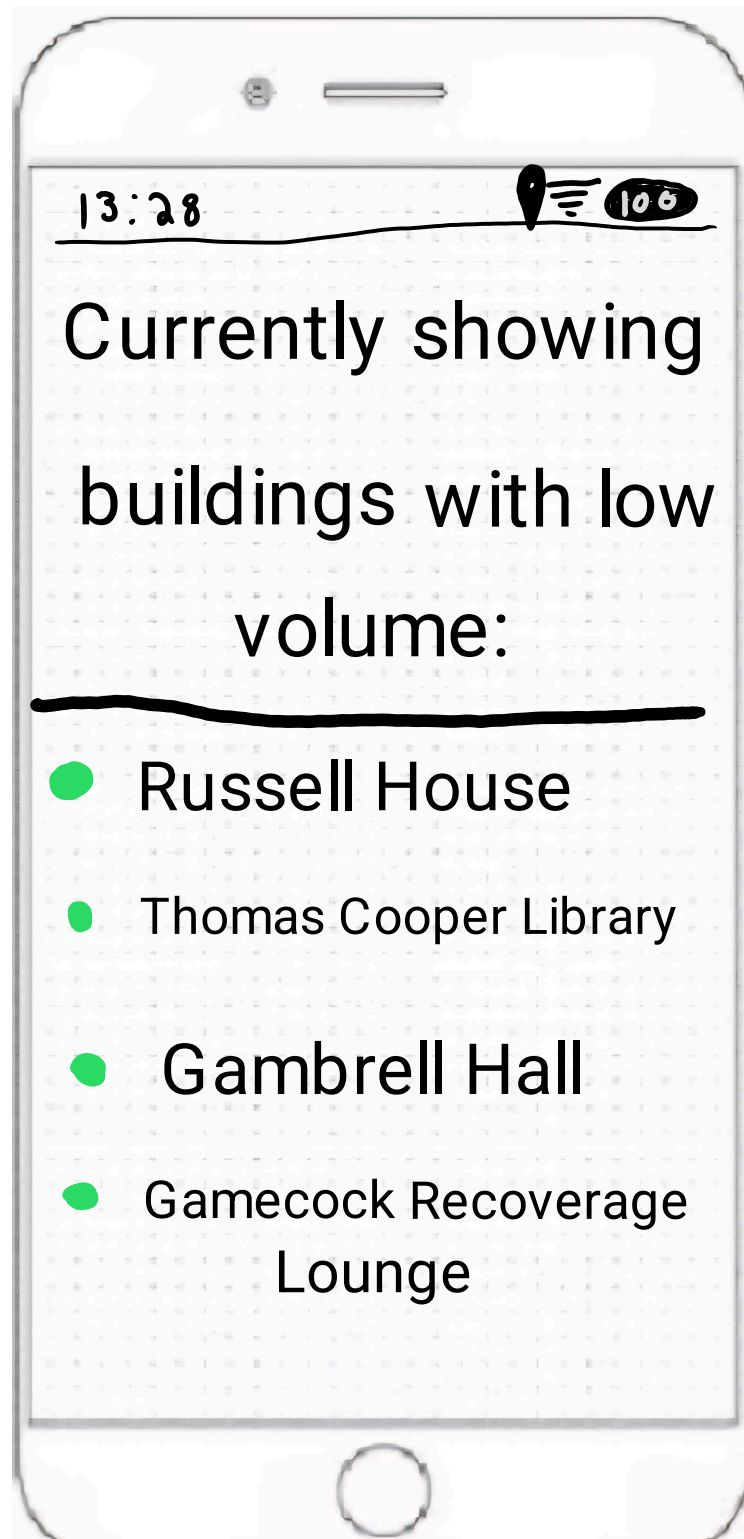 13:28 100
Currently showing
buildings with low
volume:
Russell House
Thomas Cooper Library
Gambrell Hall
Gamecock Recoverage
Lounge